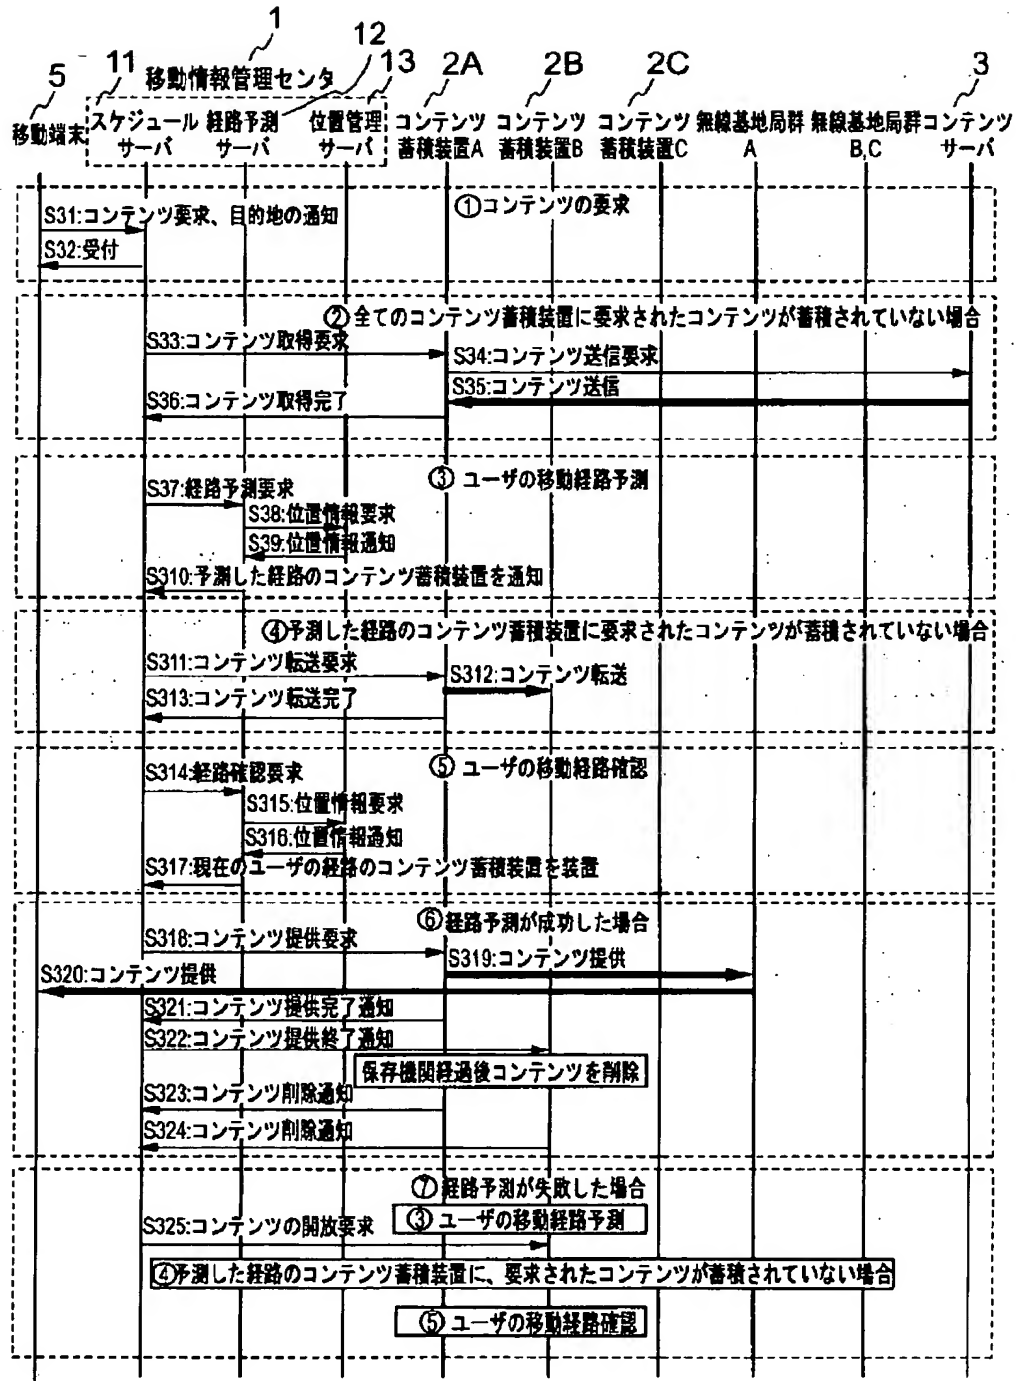 1
12
5
11
移動情報管理センタ
13
2A
2B
2C
3
移動端末
スケジュール
サーバ
経路予測
サーバ
位置管理
サーバ
コンテンツ
蓄積装置A
コンテンツ
蓄積装置B
コンテンツ
蓄積装置C
無線基地局群
A
無線基地局群
B,C
コンテンツ
サーバ
①コンテンツの要求
S31:コンテンツ要求、目的地の通知
S32:受付
②全てのコンテンツ蓄積装置に要求されたコンテンツが蓄積されていない場合
S33:コンテンツ取得要求
S34:コンテンツ送信要求
S35:コンテンツ送信
S36:コンテンツ取得完了
③ ユーザの移動経路予測
S37:経路予測要求
S38:位置情報要求
S39:位置情報通知
S310:予測した経路のコンテンツ蓄積装置を通知
④予測した経路のコンテンツ蓄積装置に要求されたコンテンツが蓄積されていない場合
S311:コンテンツ転送要求
S312:コンテンツ転送
S313:コンテンツ転送完了
⑤ ユーザの移動経路確認
S314:経路確認要求
S315:位置情報要求
S316:位置情報通知
S317:現在のユーザの経路のコンテンツ蓄積装置を装置
⑥経路予測が成功した場合
S318:コンテンツ提供要求
S319:コンテンツ提供
S320:コンテンツ提供
S321:コンテンツ提供完了通知
S322:コンテンツ提供終了通知
保存機関経過後コンテンツを削除
S323:コンテンツ削除通知
S324:コンテンツ削除通知
⑦経路予測が失敗した場合
③ ユーザの移動経路予測
S325:コンテンツの開放要求
④予測した経路のコンテンツ蓄積装置に、要求されたコンテンツが蓄積されていない場合
⑤ ユーザの移動経路確認